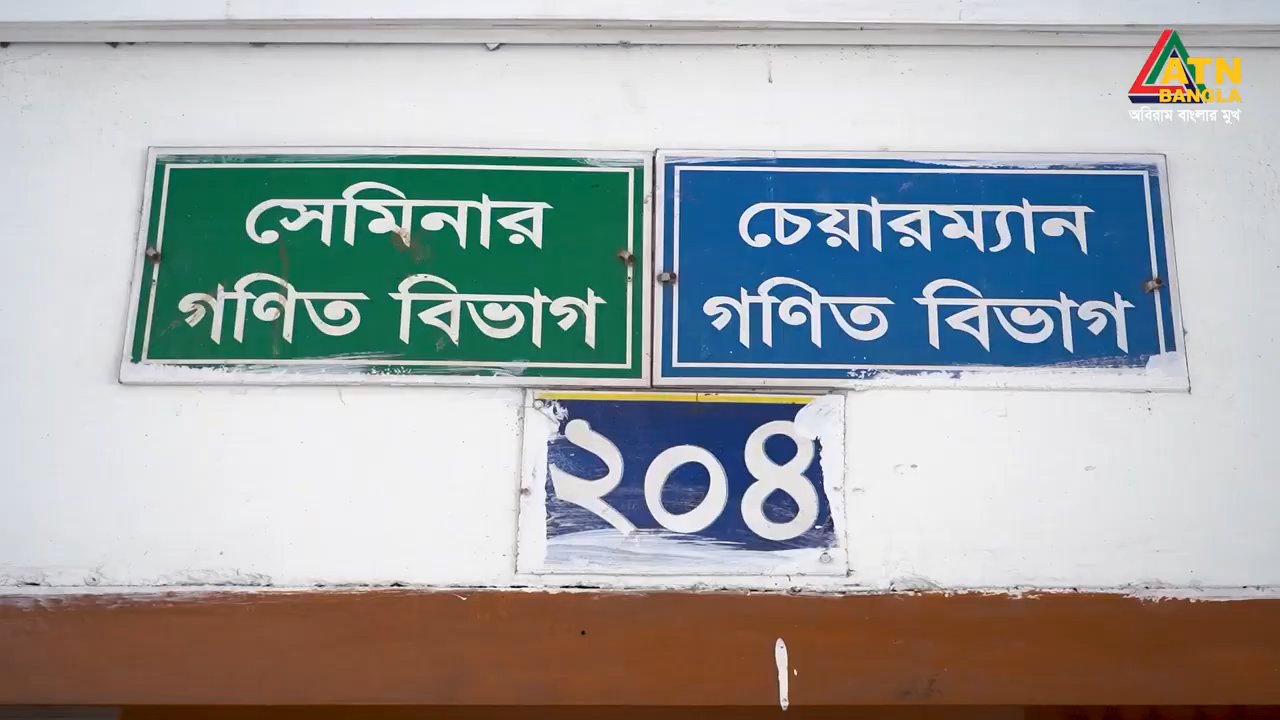 ATN
BANGLA
অবিরাম বাংলার মুখ
সেমিনার
গণিত বিভাগ
চেয়ারম্যান
গণিত বিভাগ
২০৪